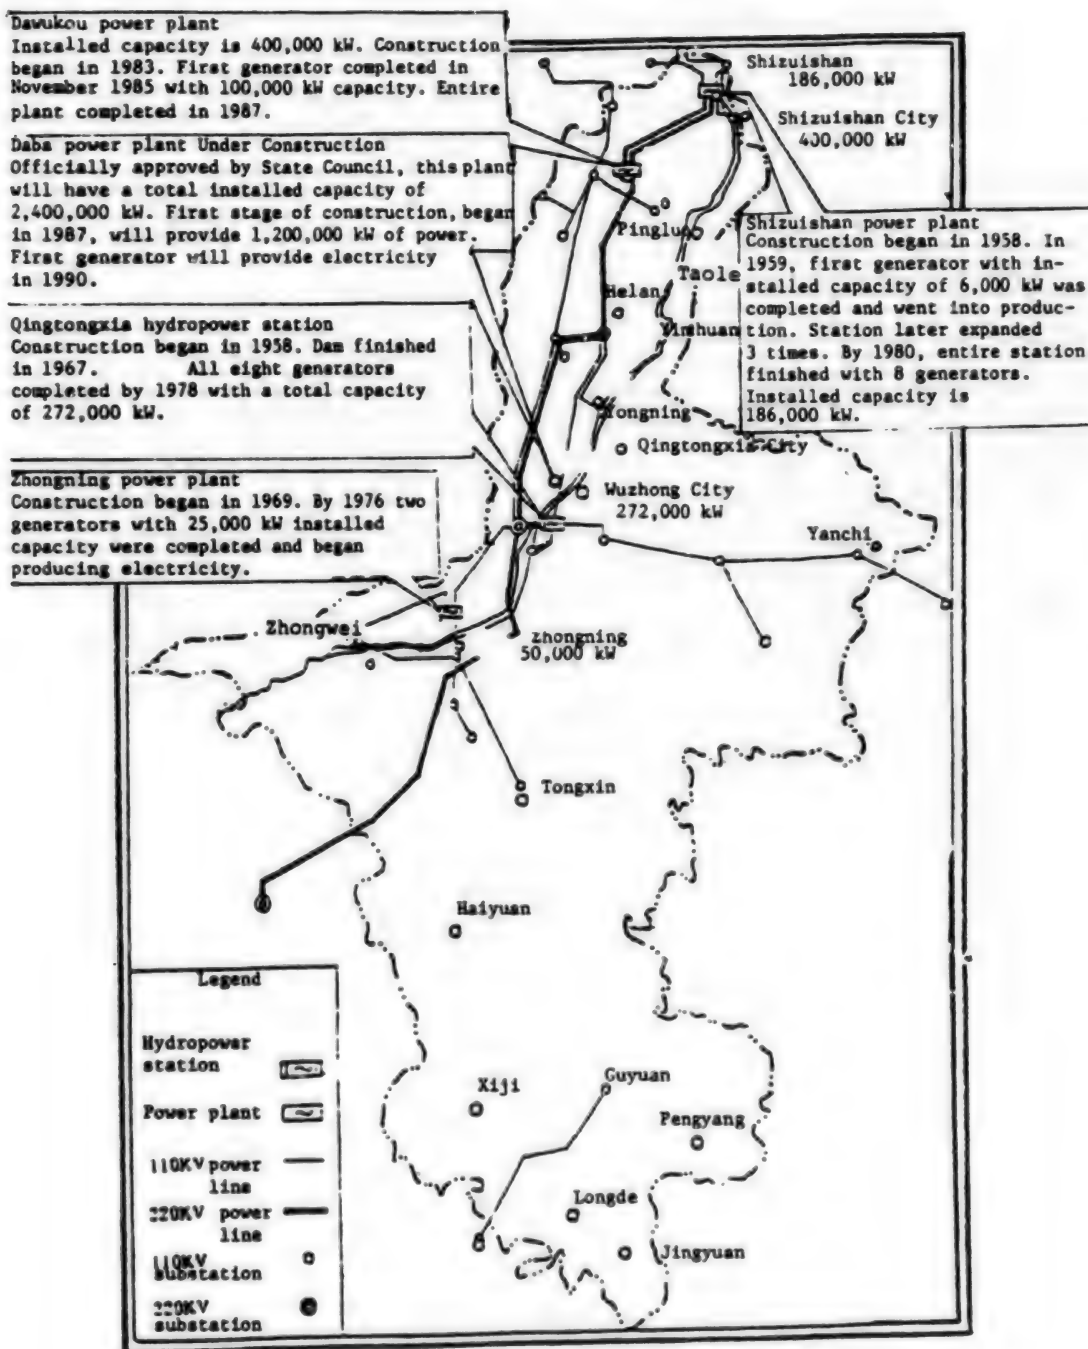 Dawukou power plant
Installed capacity is 400,000 kW. Construction
began in 1983. First generator completed in
November 1985 with 100,000 kW capacity. Entire
plant completed in 1987.
Daba power plant Under Construction
Officially approved by State Council, this plant
will have a total installed capacity of
2,400,000 kW. First stage of construction, began
in 1987, will provide 1,200,000 kW of power.
First generator will provide electricity
in 1990.
Qingtongxia hydropower station
Construction began in 1958. Dam finished
in 1967. All eight generators
completed by 1978 with a total capacity
of 272,000 kW.
Zhongning power plant
Construction began in 1969. By 1976 two
generators with 25,000 kW installed
capacity were completed and began
producing electricity.
Shizuishan
186,000 kW
Shizuishan City
400,000 kW
Shizuishan power plant
Construction began in 1958. In
1959, first generator with in-
stalled capacity of 6,000 kW was
completed and went into produc-
tion. Station later expanded
3 times. By 1980, entire station
finished with 8 generators.
Installed capacity is
186,000 kW.
Pingluo
Taole
Helan
Yinchuan
Yongning
Qingtongxia City
Wuzhong City
272,000 kW
Yanchi
Zhongwei
Zhongning
50,000 kW
Tongxin
Haiyuan
Xiji
Guyuan
Pengyang
Longde
Jingyuan
Legend
Hydropower
station
Power plant
110KV power
line
220KV power
line
110KV
substation
220KV
substation